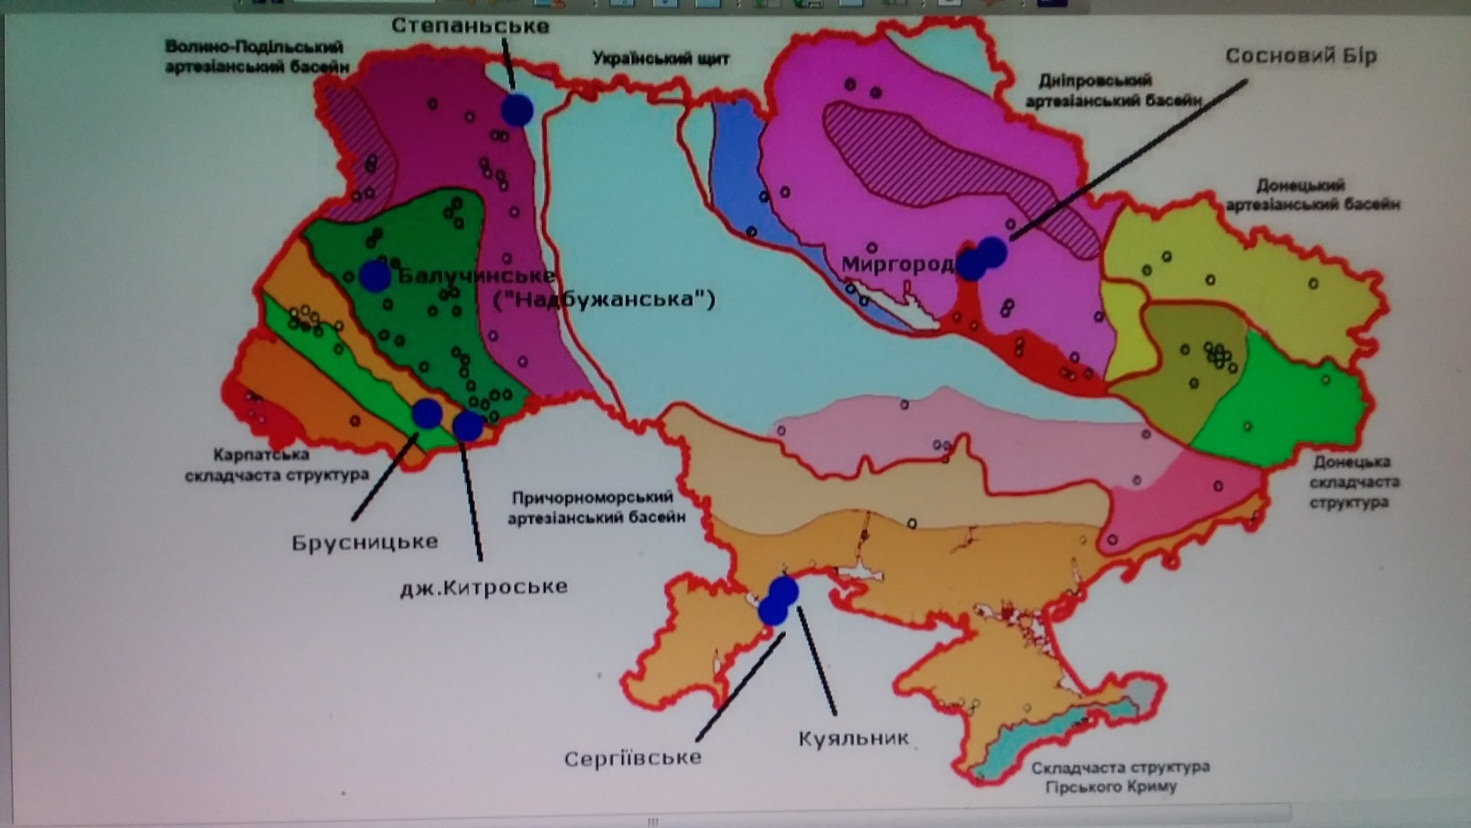 Степаньське
Волино-Подільський
артезіанський басейн
Український щит
Сосновий Бір
Дніпровський
артезіанський басейн
Донецький
артезіанський басейн
Миргород
Балучинське
("Надбужанська")
Карпатська
складчаста структура
Донецька
складчаста
структура
Причорноморський
артезіанський басейн
Брусницьке
дж.Китроське
Куяльник
Сергіївське
Складчаста структура
Гірського Криму